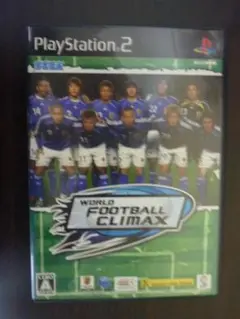 PlayStation 2
SEGA
WORLD
FOOTBALL
CLIMAX
A